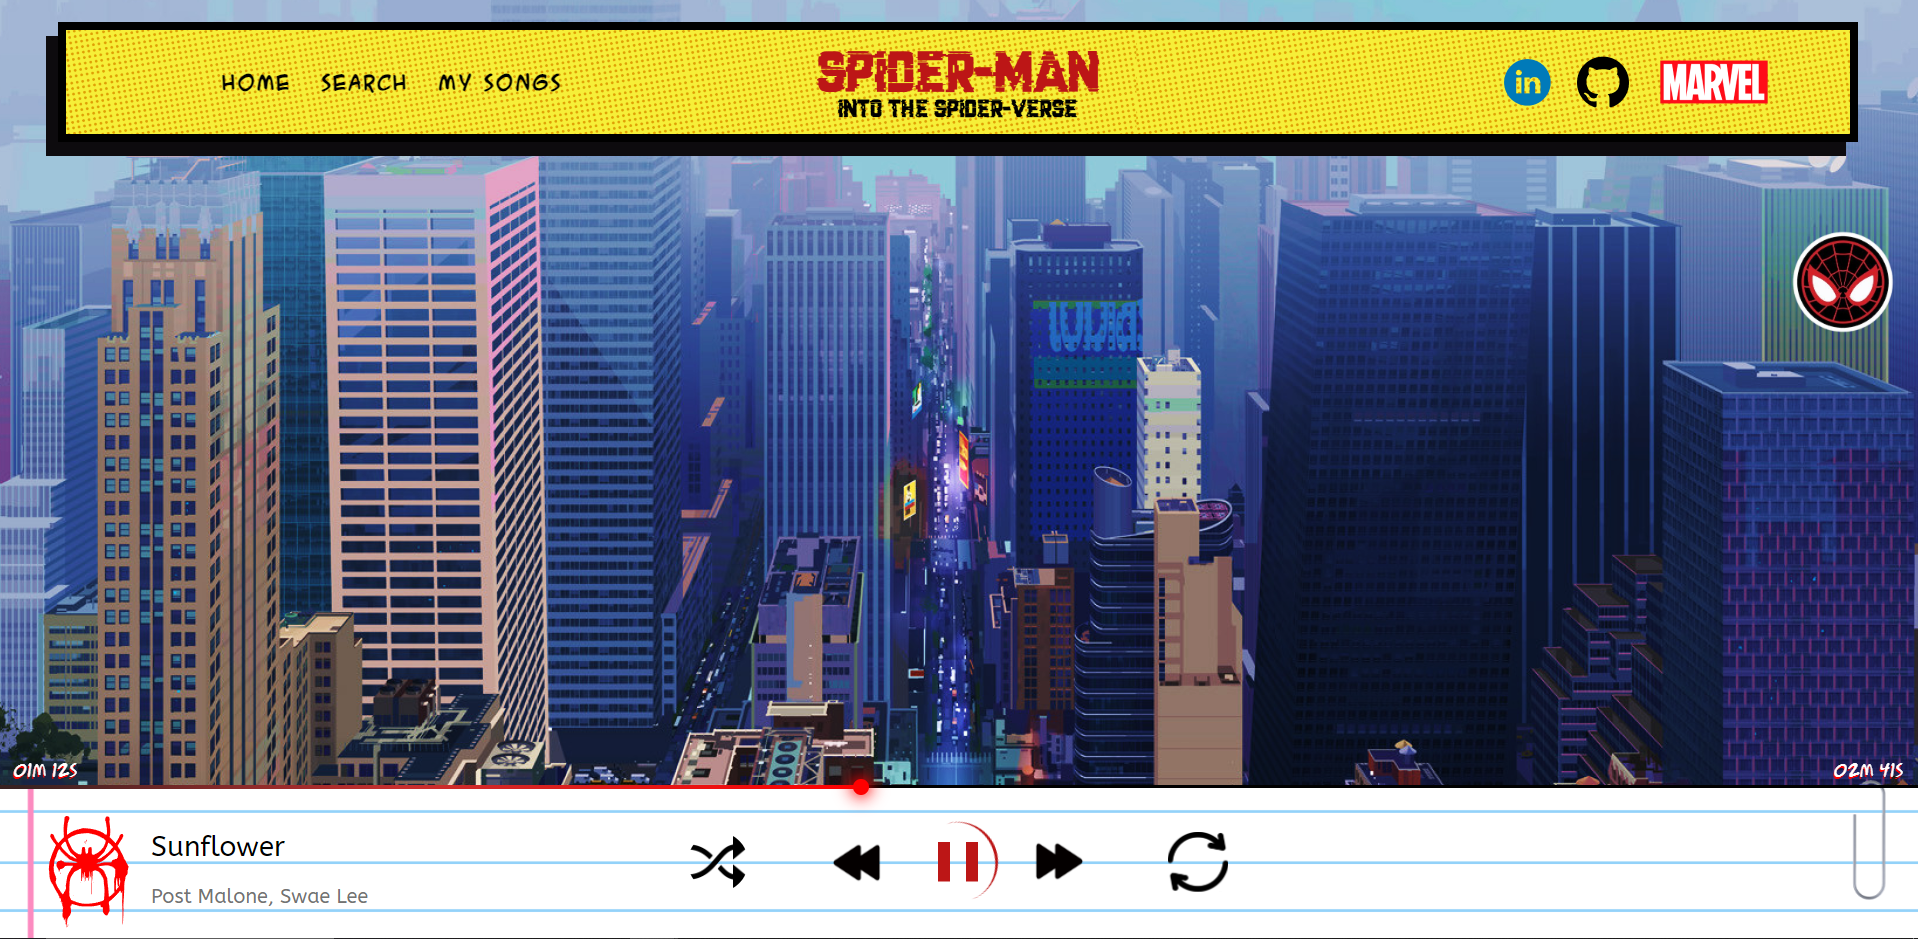 HOME SEARCH MY SONGS
SPIDER-MAN
INTO THE SPIDER-VERSE
in
MARVEL
01M 12S
02M 41S
Sunflower
Post Malone, Swae Lee